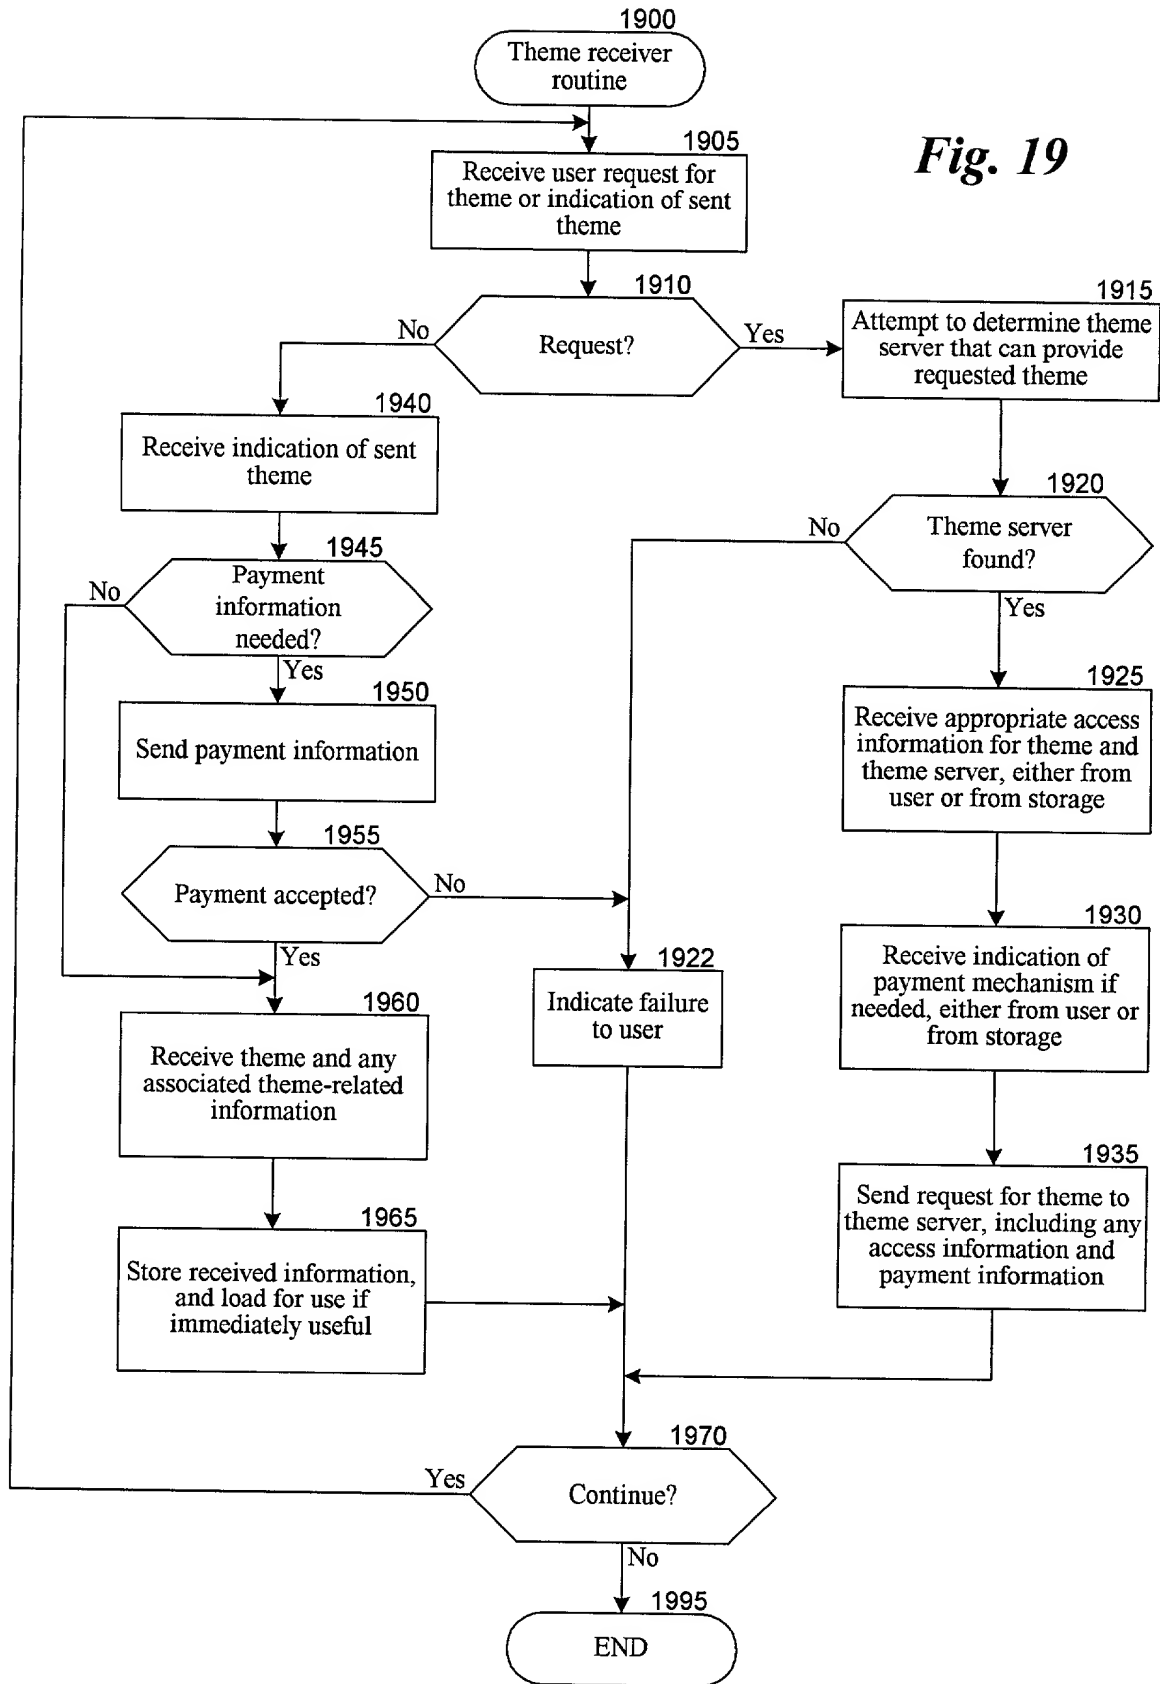 1900
Theme receiver
routine
Fig. 19
1905
Receive user request for
theme or indication of sent
theme
1910
Request?
No
Yes
1915
Attempt to determine theme
server that can provide
requested theme
1940
Receive indication of sent
theme
1920
Theme server
found?
No
Yes
1945
Payment
information
needed?
No
Yes
1925
Receive appropriate access
information for theme and
theme server, either from
user or from storage
1950
Send payment information
1955
Payment accepted?
No
Yes
1930
Receive indication of
payment mechanism if
needed, either from user or
from storage
1922
Indicate failure
to user
1960
Receive theme and any
associated theme-related
information
1935
Send request for theme to
theme server, including any
access information and
payment information
1965
Store received information,
and load for use if
immediately useful
1970
Continue?
Yes
No
1995
END